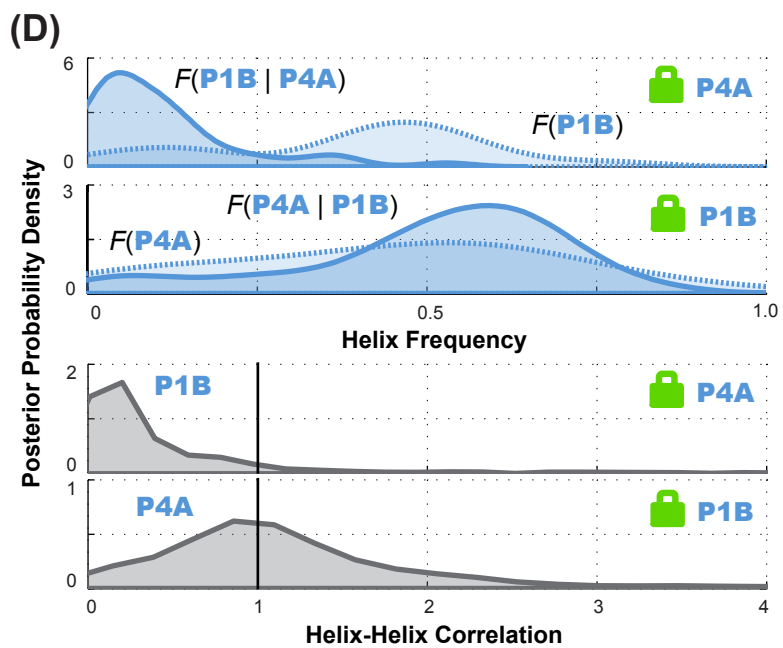 (D)
6
F(P1B | P4A)
P4A
F(P1B)
0
3
F(P4A | P1B)
P1B
F(P4A)
0
0 0.5 1.0
Helix Frequency
Posterior Probability Density
2
P1B
P4A
0
1
P4A
P1B
0
0 1 2 3 4
Helix-Helix Correlation